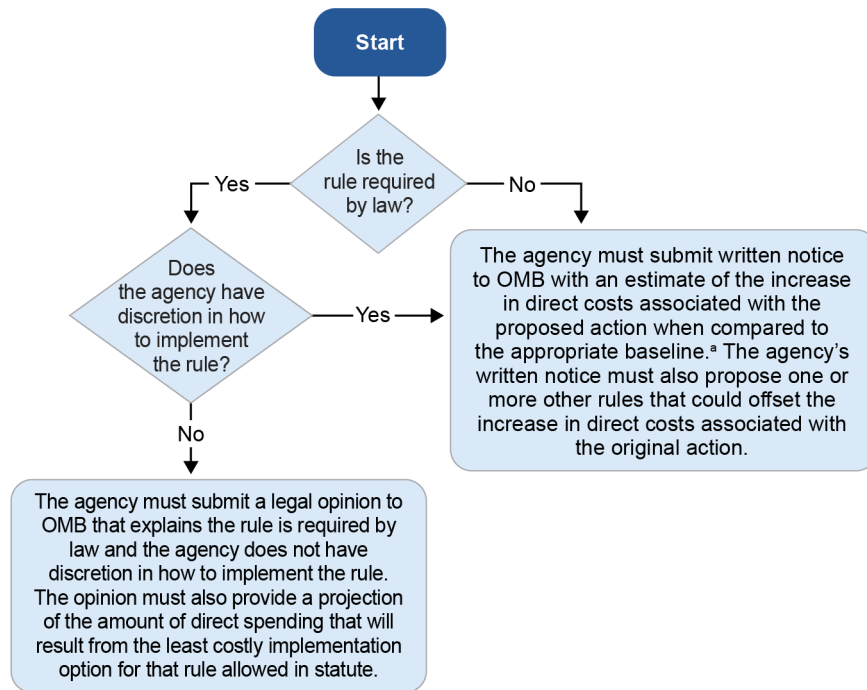 Start
Is the
rule required
by law?
Yes
No
Does
the agency have
discretion in how
to implement
the rule?
Yes
The agency must submit written notice
to OMB with an estimate of the increase
in direct costs associated with the
proposed action when compared to
the appropriate baseline.ᵃ The agency’s
written notice must also propose one or
more other rules that could offset the
increase in direct costs associated with
the original action.
No
The agency must submit a legal opinion to
OMB that explains the rule is required by
law and the agency does not have
discretion in how to implement the rule.
The opinion must also provide a projection
of the amount of direct spending that will
result from the least costly implementation
option for that rule allowed in statute.